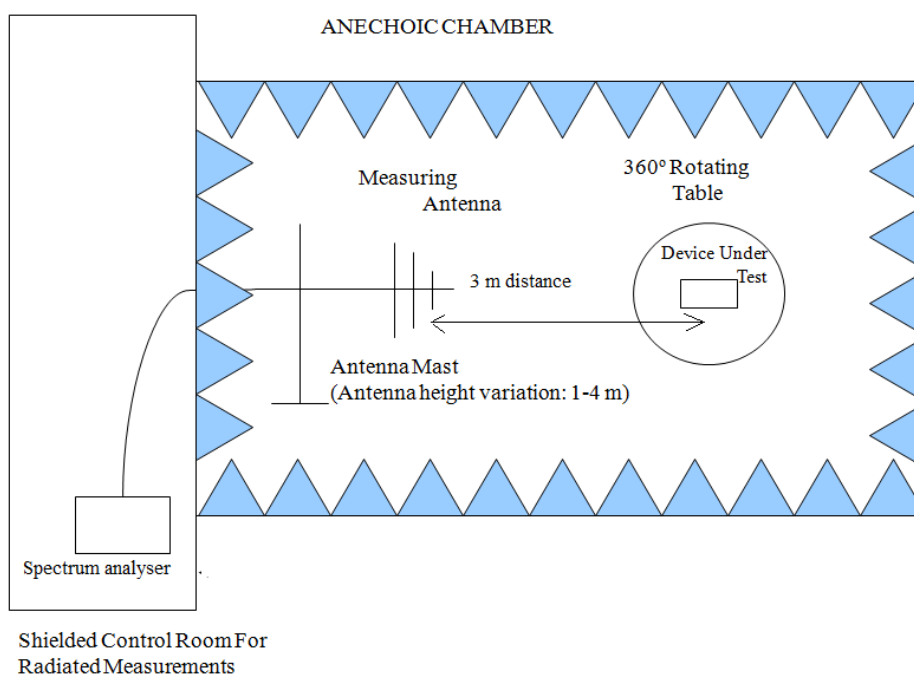 ANECHOIC CHAMBER
360º Rotating
Table
Measuring
Antenna
Device Under
Test
3 m distance
Antenna Mast
(Antenna height variation: 1-4 m)
Spectrum analyser
Shielded Control Room For
Radiated Measurements